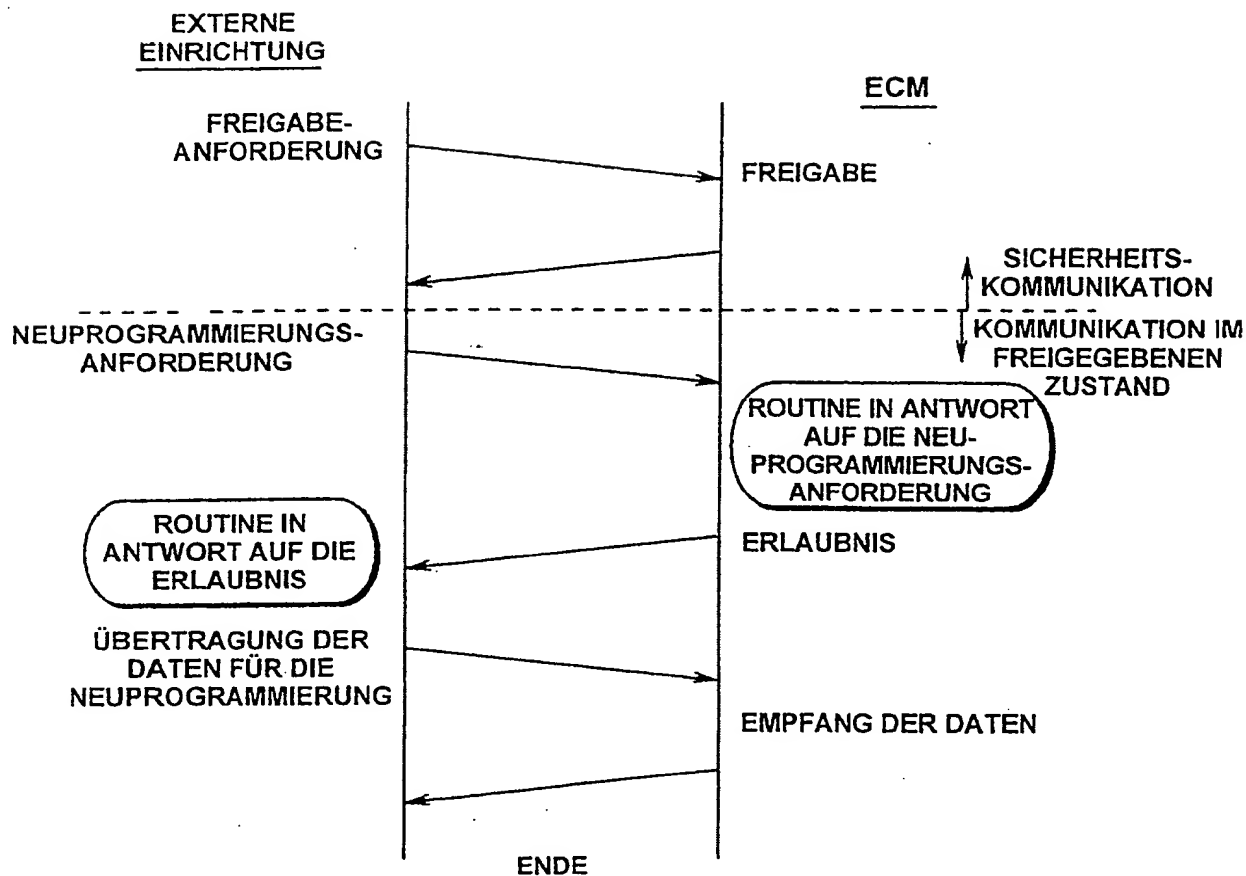 EXTERNE
EINRICHTUNG
ECM
FREIGABE-
ANFORDERUNG
FREIGABE
SICHERHEITS-
KOMMUNIKATION
NEUPROGRAMMIERUNGS-
ANFORDERUNG
KOMMUNIKATION IM
FREIGEGEBENEN
ZUSTAND
ROUTINE IN ANTWORT
AUF DIE NEU-
PROGRAMMIERUNGS-
ANFORDERUNG
ROUTINE IN
ANTWORT AUF DIE
ERLAUBNIS
ERLAUBNIS
ÜBERTRAGUNG DER
DATEN FÜR DIE
NEUPROGRAMMIERUNG
EMPFANG DER DATEN
ENDE